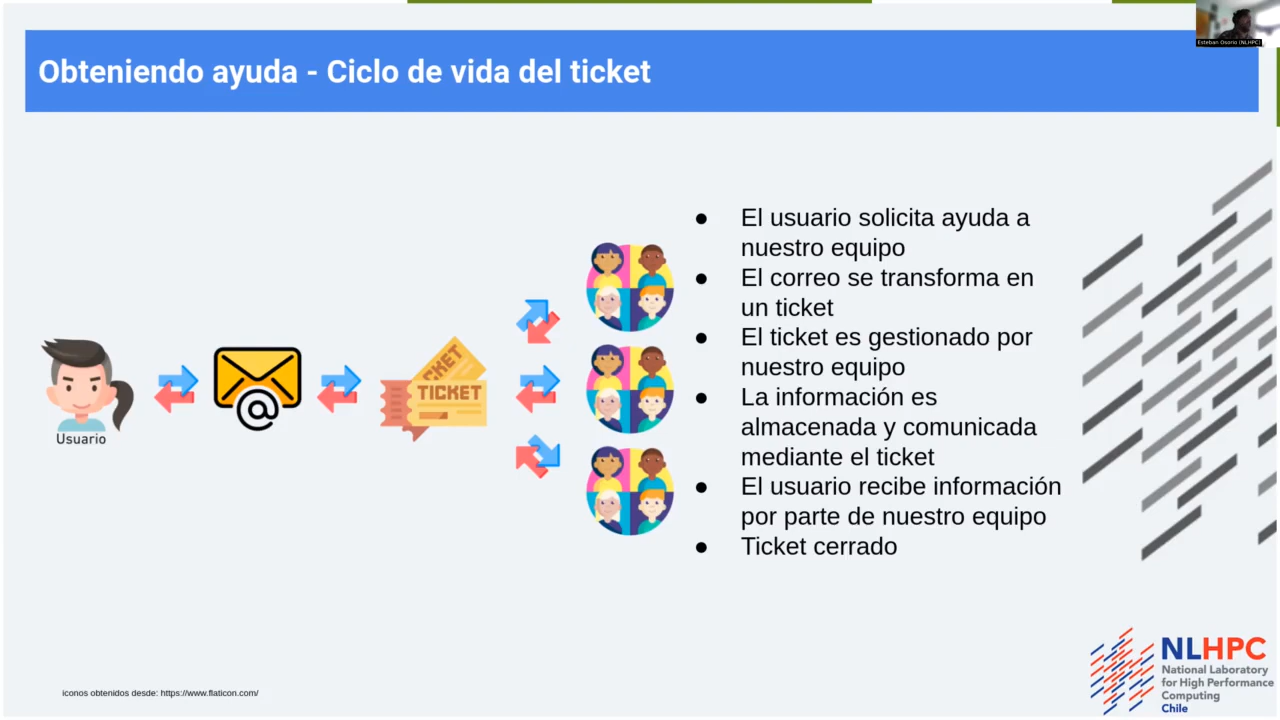 Esteban Osorio (NLHPC)
Obteniendo ayuda - Ciclo de vida del ticket
● El usuario solicita ayuda a
nuestro equipo
● El correo se transforma en
un ticket
● El ticket es gestionado por
nuestro equipo
● La información es
almacenada y comunicada
mediante el ticket
● El usuario recibe información
por parte de nuestro equipo
● Ticket cerrado
CKET
TICKET
@
Usuario
NLHPC
National Laboratory
for High Performance
Computing
Chile
iconos obtenidos desde: https://www.flaticon.com/